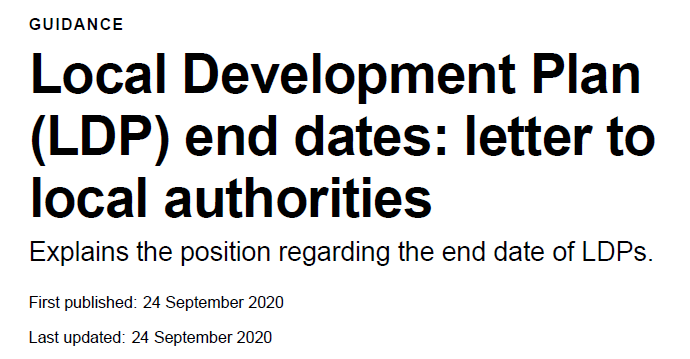 GUIDANCE
Local Development Plan
(LDP) end dates: letter to
local authorities
Explains the position regarding the end date of LDPs.
First published: 24 September 2020
Last updated: 24 September 2020